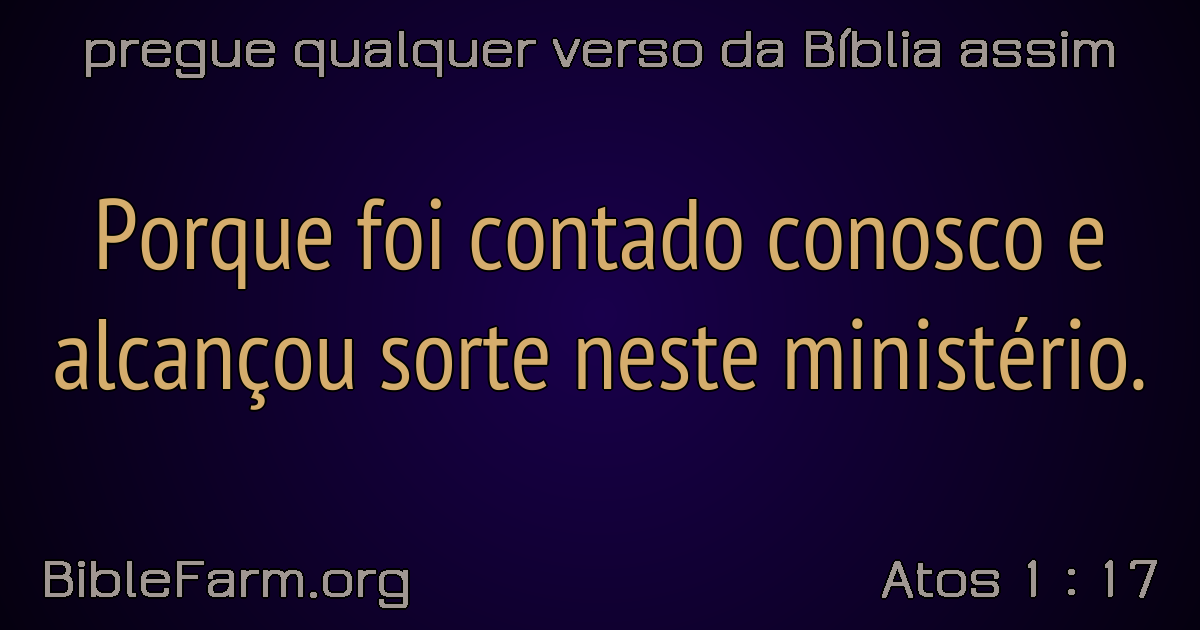 pregue qualquer verso da Bíblia assim
Porque foi contado conosco e
alcançou sorte neste ministério.
BibleFarm.org
Atos 1 : 17